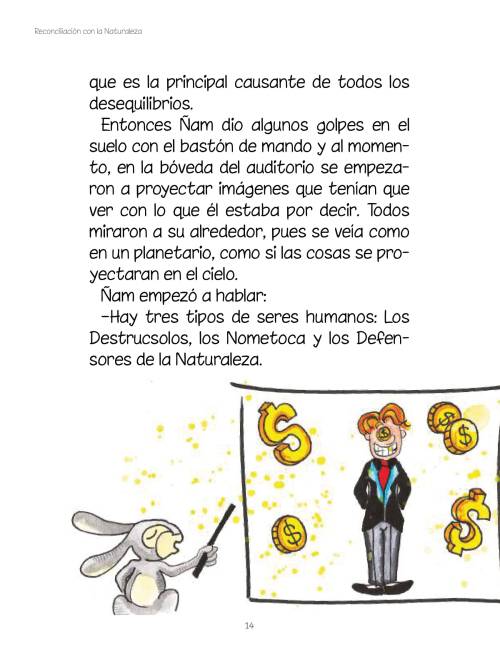 Reconciliación con la Naturaleza
que es la principal causante de todos los
desequilibrios.
Entonces Ñam dio algunos golpes en el
suelo con el bastón de mando y al momen-
to, en la bóveda del auditorio se empeza-
ron a proyectar imágenes que tenían que
ver con lo que él estaba por decir. Todos
miraron a su alrededor, pues se veía como
en un planetario, como si las cosas se pro-
yectaran en el cielo.
Ñam empezó a hablar:
–Hay tres tipos de seres humanos: Los
Destrucsolos, los Nometoca y los Defen-
sores de la Naturaleza.
14